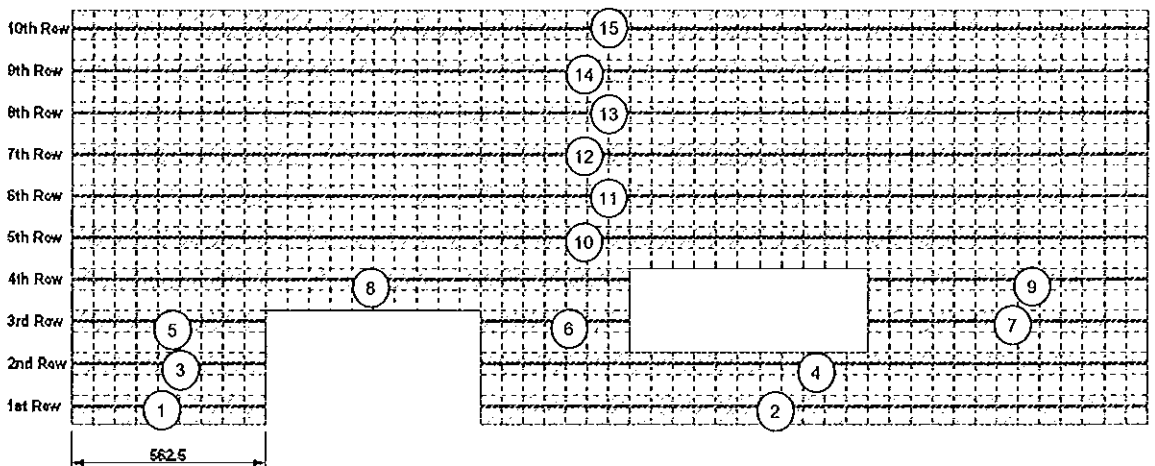 10th Row 15
9th Row 14
8th Row 13
7th Row 12
6th Row 11
5th Row 10
4th Row 8 9
3rd Row 5 6 7
2nd Row 3 4
1st Row 1 2
562.5